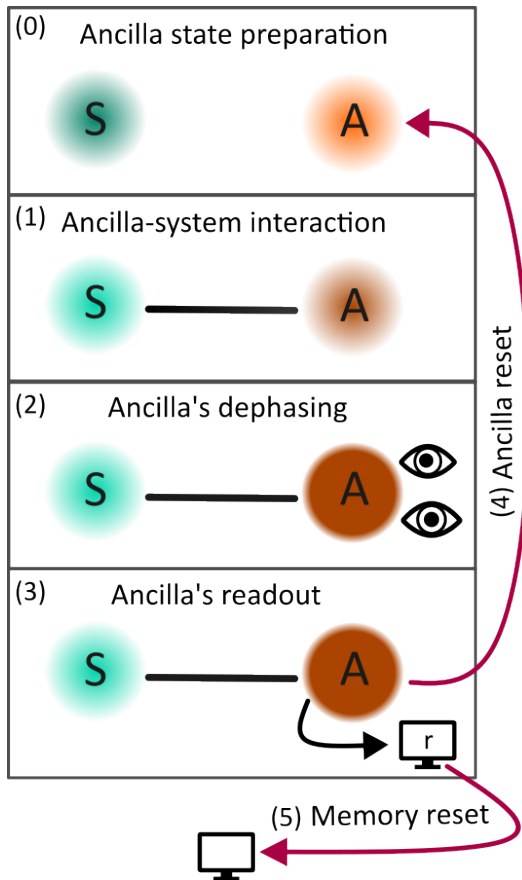 (0) Ancilla state preparation
S A
(1) Ancilla-system interaction
S A
(2) Ancilla's dephasing
S A
(3) Ancilla's readout
S A
r
(4) Ancilla reset
(5) Memory reset